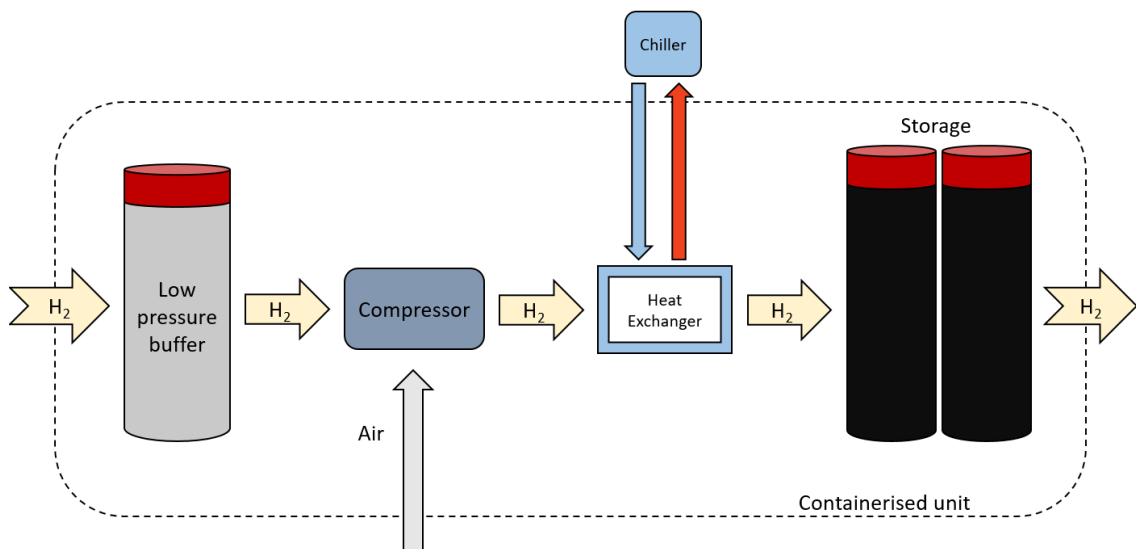 Chiller
Storage
H₂
Low
pressure
buffer
H₂
Compressor
H₂
Heat
Exchanger
H₂
H₂
Air
Containerised unit